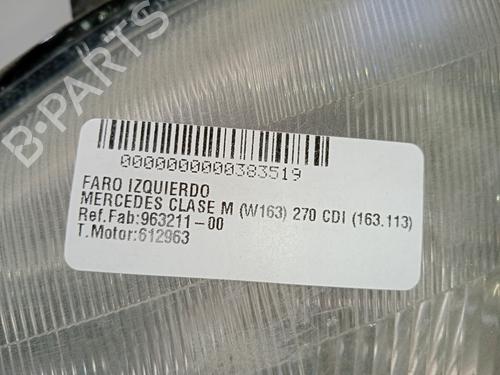 B-PARTS
0000000000383519
FARO IZQUIERDO
MERCEDES CLASE M (W163) 270 CDI (163.113)
Ref.Fab:963211-00
T.Motor:612963